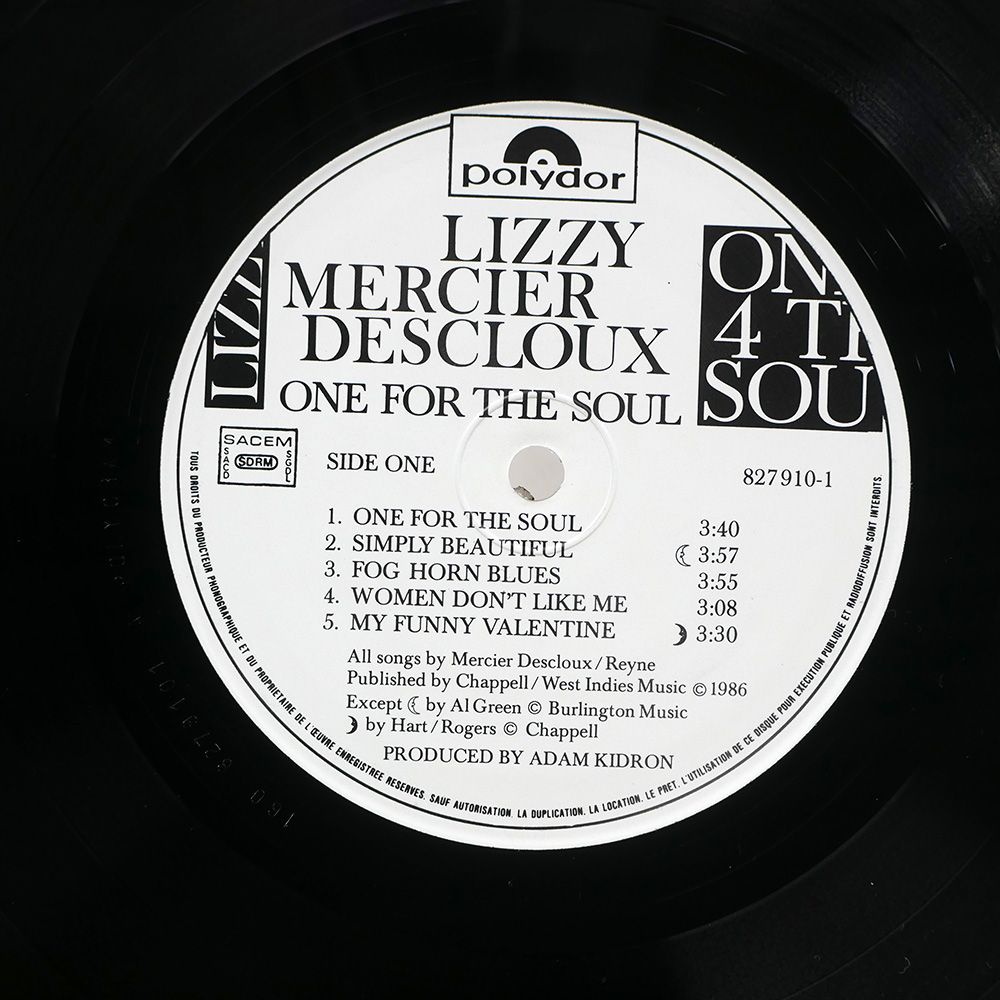 polydor
LIZZY
MERCIER
DESCLOUX
ONE FOR THE SOUL
LIZZ
ON
4 T
SOU
SACEM
SACD
SDRM
SGDL
SIDE ONE
827 910-1
1. ONE FOR THE SOUL 3:40
2. SIMPLY BEAUTIFUL ☾ 3:57
3. FOG HORN BLUES 3:55
4. WOMEN DON'T LIKE ME 3:08
5. MY FUNNY VALENTINE ❩ 3:30
All songs by Mercier Descloux / Reyne
Published by Chappell / West Indies Music © 1986
Except ☾ by Al Green © Burlington Music
❩ by Hart / Rogers © Chappell
PRODUCED BY ADAM KIDRON
TOUS DROITS DU PRODUCTEUR PHONOGRAPHIQUE ET DU PROPRIETAIRE DE L'ŒUVRE ENREGISTREE RESERVES. SAUF AUTORISATION, LA DUPLICATION, LA LOCATION, LE PRET, L'UTILISATION DE CE DISQUE POUR EXECUTION PUBLIQUE ET RADIODIFFUSION SONT INTERDITS.